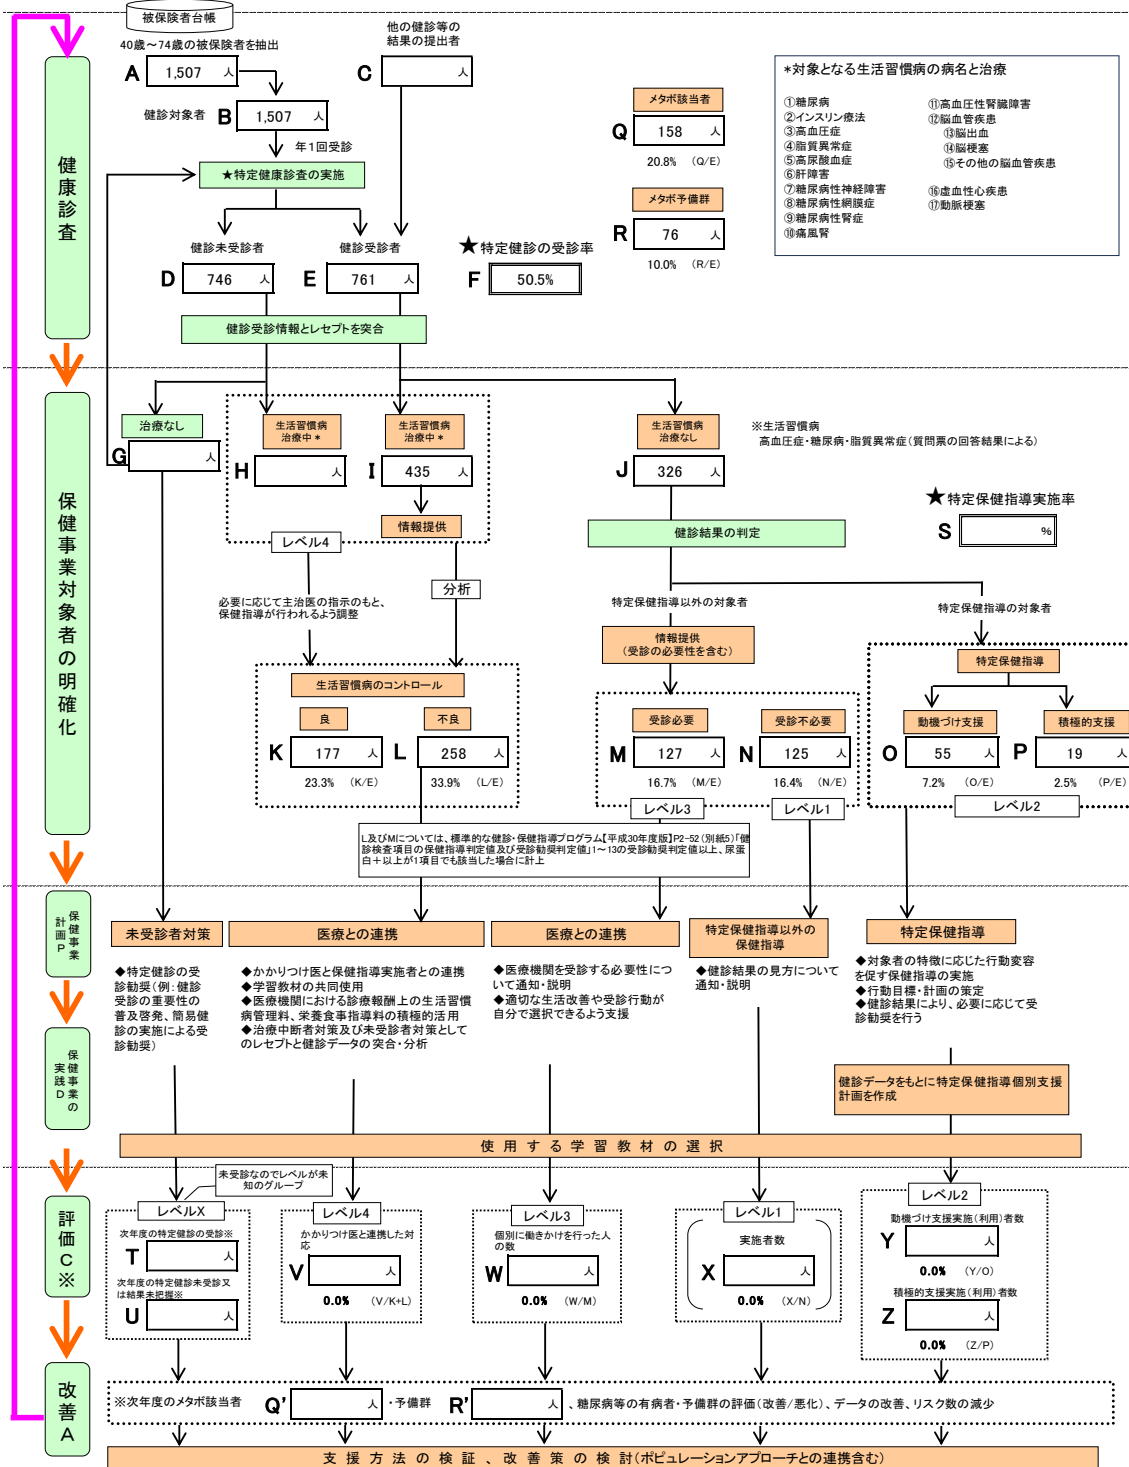 被保険者台帳
40歳～74歳の被保険者を抽出
他の健診等の
結果の提出者
A 1,507 人
C 人
健診対象者 B 1,507 人
年1回受診
★特定健康診査の実施
健診未受診者
健診受診者
D 746 人
E 761 人
★特定健診の受診率
F 50.5%
メタボ該当者
Q 158 人
20.8% (Q/E)
メタボ予備群
R 76 人
10.0% (R/E)
*対象となる生活習慣病の病名と治療
①糖尿病
②インスリン療法
③高血圧症
④脂質異常症
⑤高尿酸血症
⑥肝障害
⑦糖尿病性神経障害
⑧糖尿病性網膜症
⑨糖尿病性腎症
⑩痛風腎
⑪高血圧性腎臓障害
⑫脳血管疾患
⑬脳出血
⑭脳梗塞
⑮その他の脳血管疾患
⑯虚血性心疾患
⑰動脈梗塞
健康診査
健診受診情報とレセプトを突合
保健事業対象者の明確化
治療なし
G 人
生活習慣病
治療中＊
H 人
生活習慣病
治療中＊
I 435 人
情報提供
レベル4
生活習慣病
治療なし
J 326 人
※生活習慣病
高血圧症・糖尿病・脂質異常症(質問票の回答結果による)
★特定保健指導実施率
S %
健診結果の判定
分析
必要に応じて主治医の指示のもと、
保健指導が行われるよう調整
特定保健指導以外の対象者
特定保健指導の対象者
情報提供
(受診の必要性を含む)
特定保健指導
生活習慣病のコントロール
良
不良
K 177 人
L 258 人
23.3% (K/E)
33.9% (L/E)
受診必要
受診不必要
M 127 人
N 125 人
16.7% (M/E)
16.4% (N/E)
レベル3
レベル1
動機づけ支援
積極的支援
O 55 人
P 19 人
7.2% (O/E)
2.5% (P/E)
レベル2
L及びMについては、標準的な健診・保健指導プログラム【平成30年度版】P2-52(別紙5)「健
診検査項目の保健指導判定値及び受診勧奨判定値」1～13の受診勧奨判定値以上、尿蛋
白＋以上が1項目でも該当した場合に計上
保健事業
計画P
未受診者対策
医療との連携
医療との連携
特定保健指導以外の
保健指導
特定保健指導
◆特定健診の受
診勧奨(例:健診
受診の重要性の
普及啓発、簡易健
診の実施による受
診勧奨)
◆かかりつけ医と保健指導実施者との連携
◆学習教材の共同使用
◆医療機関における診療報酬上の生活習慣
病管理料、栄養食事指導料の積極的活用
◆治療中断者対策及び未受診者対策として
のレセプトと健診データの突合・分析
◆医療機関を受診する必要性につ
いて通知・説明
◆適切な生活改善や受診行動が
自分で選択できるよう支援
◆健診結果の見方について
通知・説明
◆対象者の特徴に応じた行動変容
を促す保健指導の実施
◆行動目標・計画の策定
◆健診結果により、必要に応じて受
診勧奨を行う
保健事業の
実践D
健診データをもとに特定保健指導個別支援
計画を作成
使用する学習教材の選択
未受診なのでレベルが未
知のグループ
評価C※
レベルX
次年度の特定健診の受診※
T 人
次年度の特定健診未受診又
は結果未把握※
U 人
レベル4
かかりつけ医と連携した対
応
V 人
0.0% (V/K+L)
レベル3
個別に働きかけを行った人
の数
W 人
0.0% (W/M)
レベル1
実施者数
X 人
0.0% (X/N)
レベル2
動機づけ支援実施(利用)者数
Y 人
0.0% (Y/O)
積極的支援実施(利用)者数
Z 人
0.0% (Z/P)
改善A
※次年度のメタボ該当者 Q' 人 ・予備群 R' 人 、糖尿病等の有病者・予備群の評価(改善/悪化)、データの改善、リスク数の減少
支援方法の検証、改善策の検討(ポピュレーションアプローチとの連携含む)